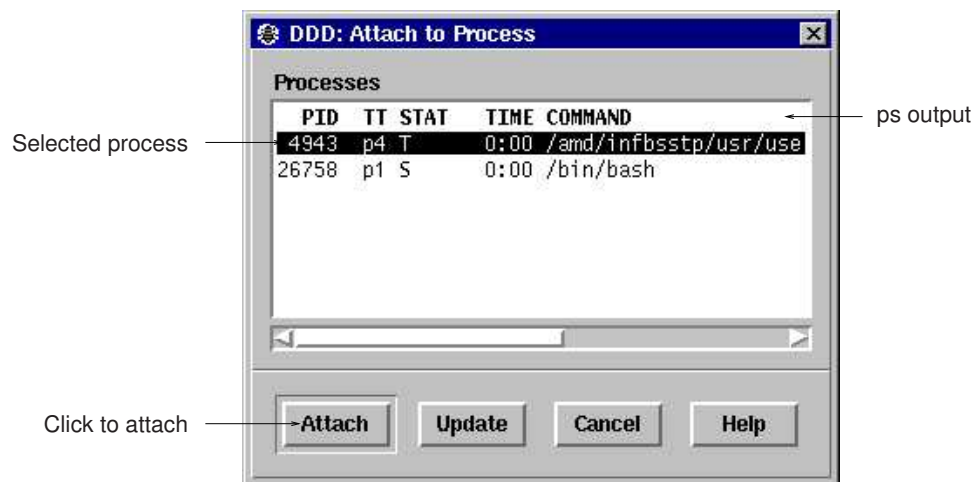 DDD: Attach to Process
Processes
PID TT STAT TIME COMMAND
ps output
Selected process
4943 p4 T 0:00 /amd/infbsstp/usr/use
26758 p1 S 0:00 /bin/bash
Click to attach
Attach Update Cancel Help